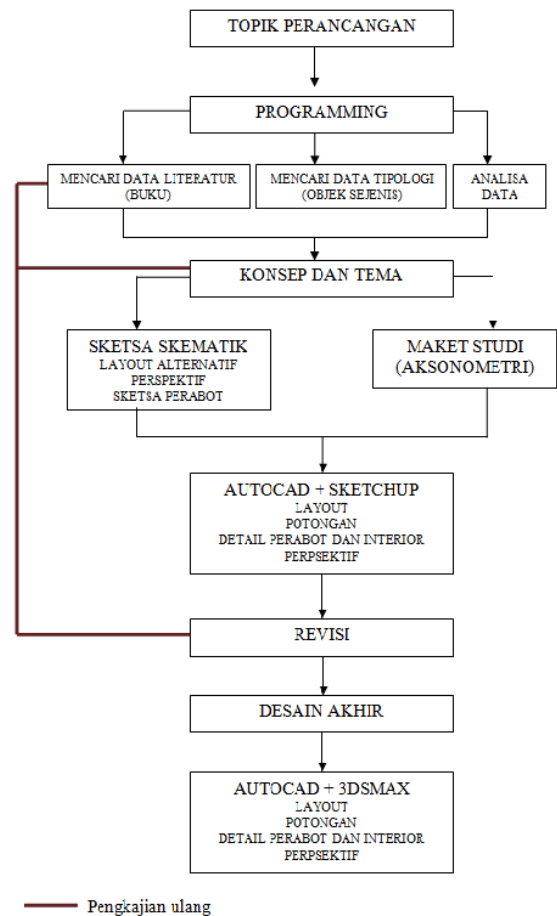 TOPIK PERANCANGAN
PROGRAMMING
MENCARI DATA LITERATUR
(BUKU)
MENCARI DATA TIPOLOGI
(OBJEK SEJENIS)
ANALISA
DATA
KONSEP DAN TEMA
SKETSA SKEMATIK
LAYOUT ALTERNATIF
PERSPEKTIF
SKETSA PERABOT
MAKET STUDI
(AKSONOMETRI)
AUTOCAD + SKETCHUP
LAYOUT
POTONGAN
DETAIL PERABOT DAN INTERIOR
PERPSEKTIF
REVISI
DESAIN AKHIR
AUTOCAD + 3DSMAX
LAYOUT
POTONGAN
DETAIL PERABOT DAN INTERIOR
PERPSEKTIF
Pengkajian ulang